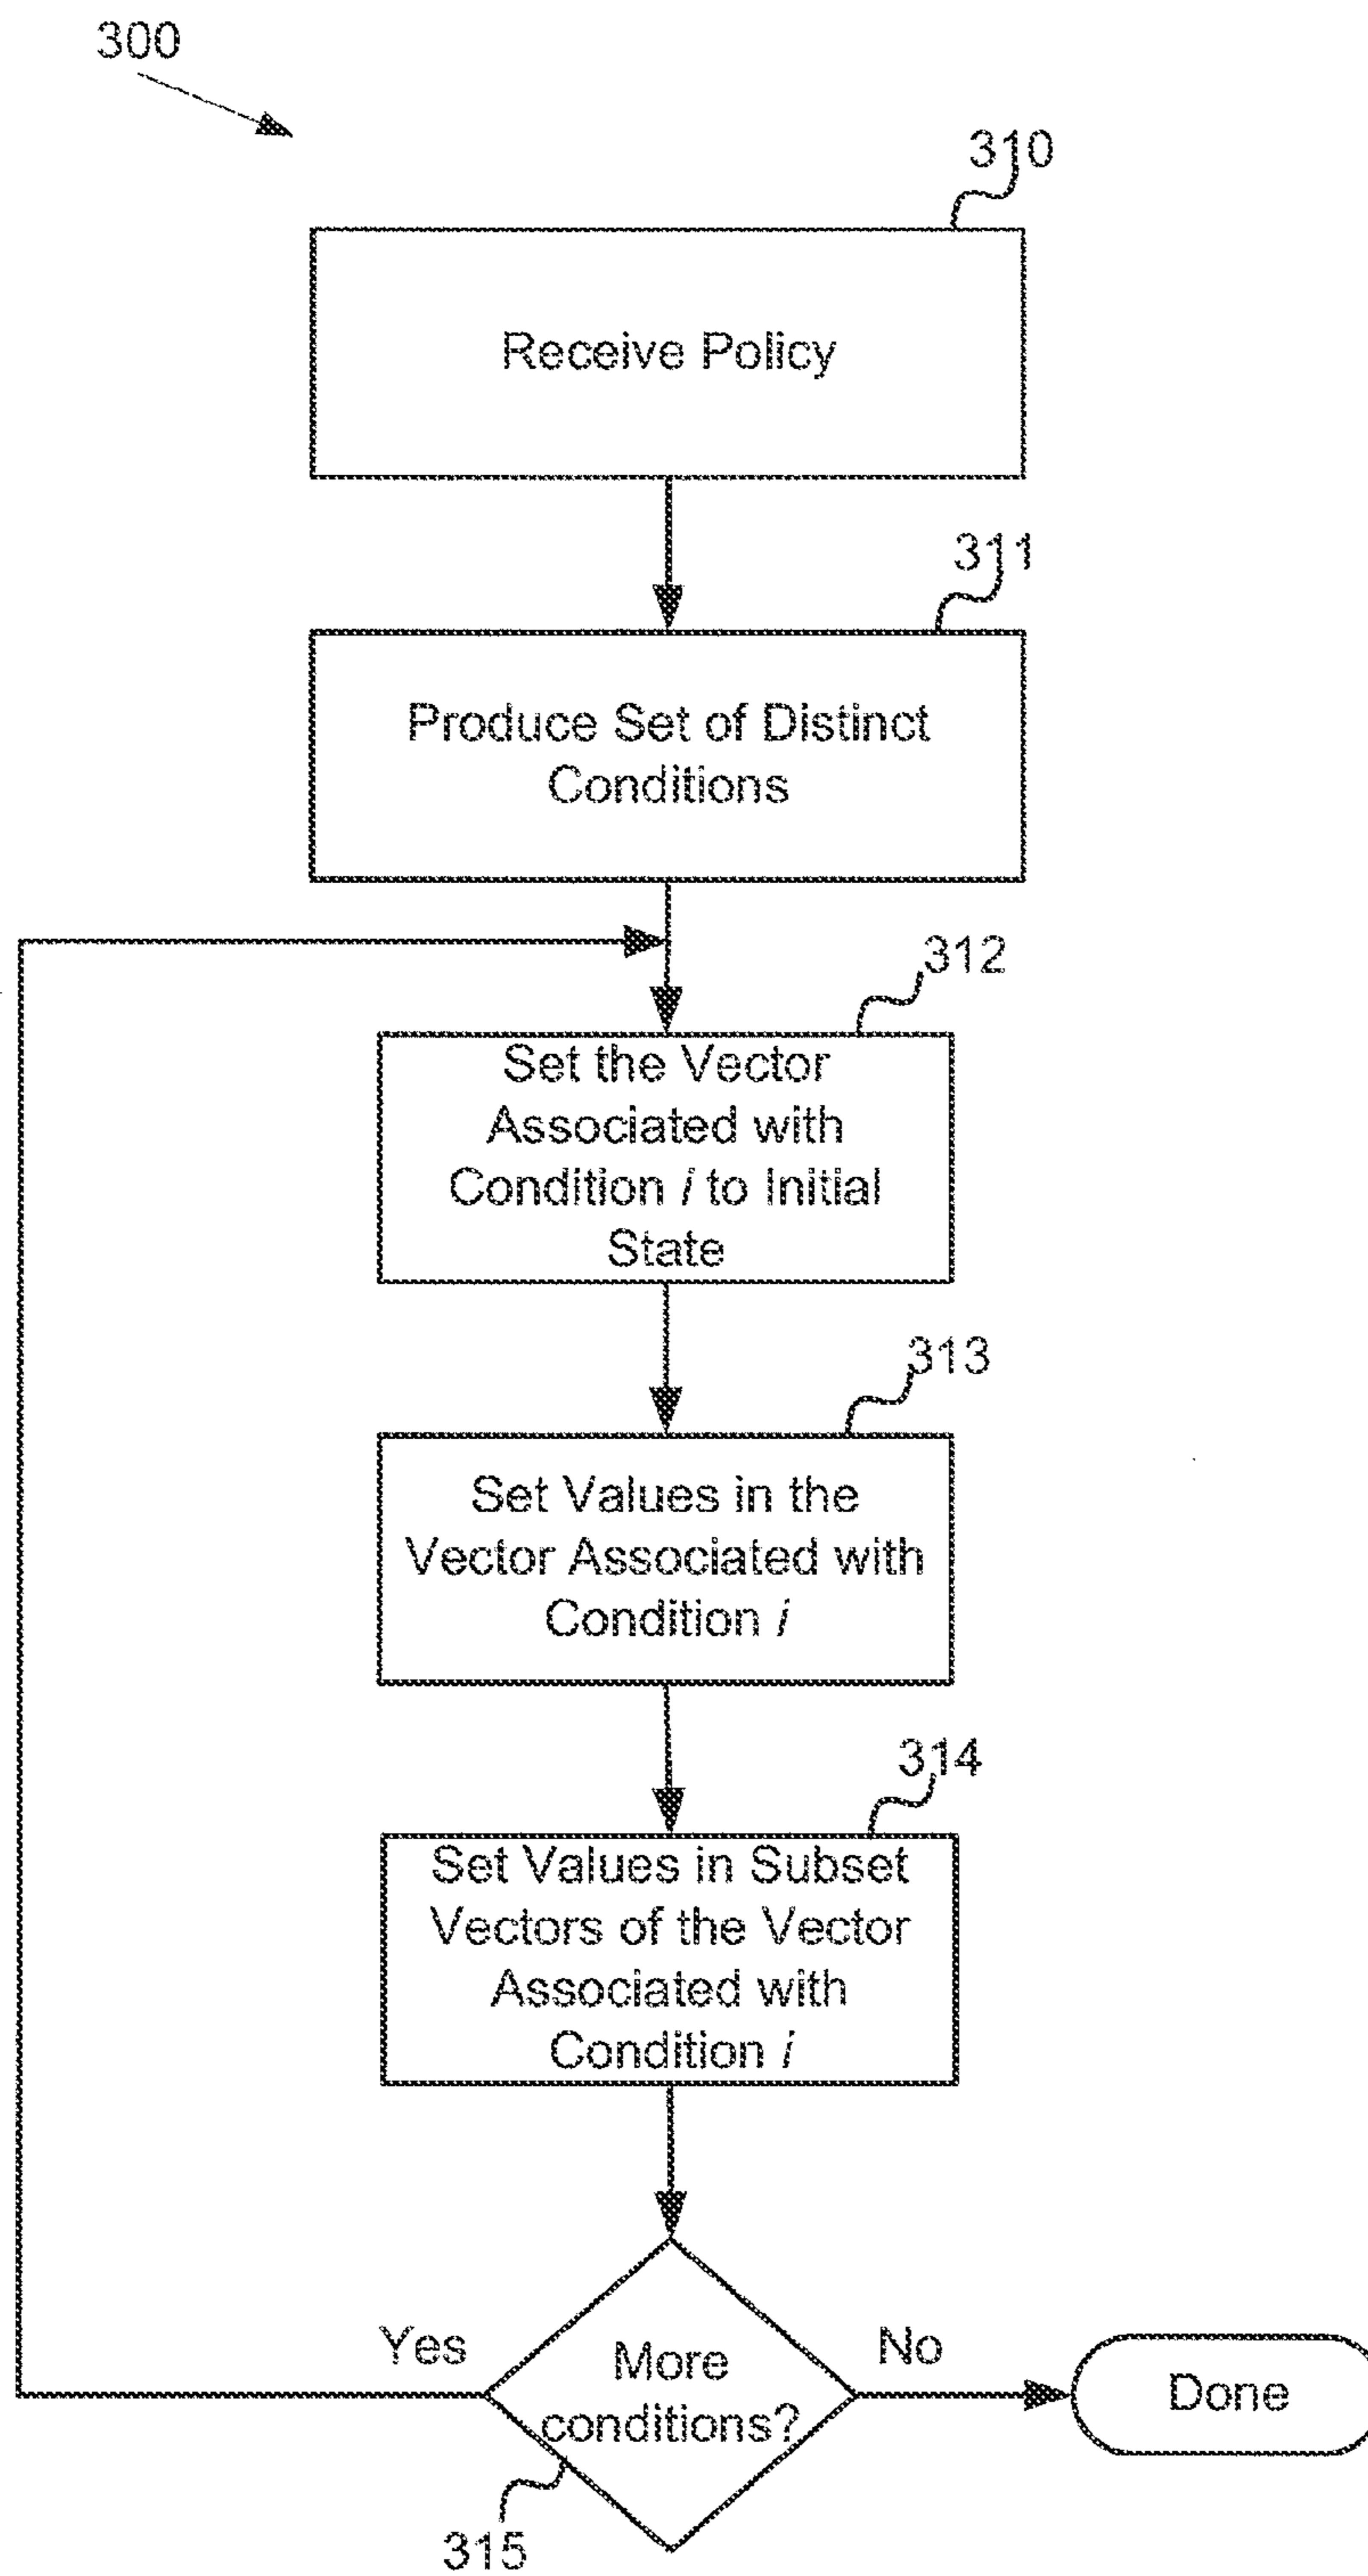 300
310
Receive Policy
311
Produce Set of Distinct
Conditions
312
Set the Vector
Associated with
Condition i to Initial
State
313
Set Values in the
Vector Associated with
Condition i
314
Set Values in Subset
Vectors of the Vector
Associated with
Condition i
Yes
More
conditions?
No
Done
315